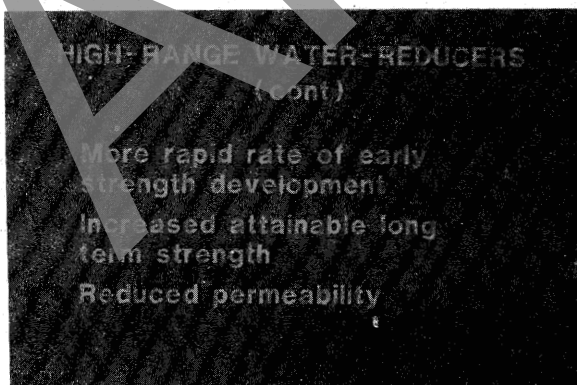 HIGH-RANGE WATER-REDUCERS
(cont)
More rapid rate of early
strength development
Increased attainable long
term strength
Reduced permeability